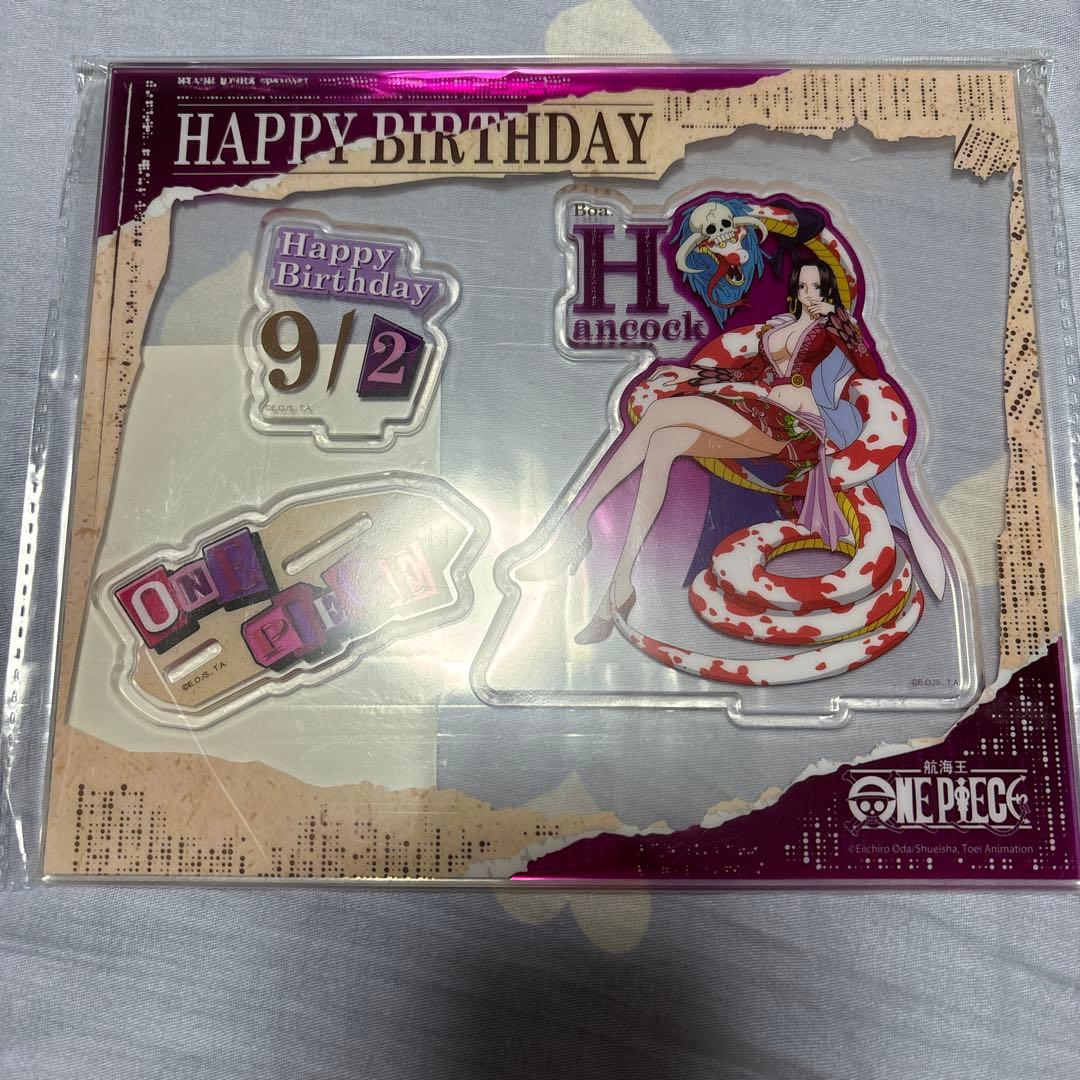 HAPPY BIRTHDAY
Happy
Birthday
9/2
©E.O./S., T.A.
Boa.
Hancock
ONE
PIECE
©E.O./S., T.A.
©E.O./S., T.A.
航海王
ONE PIECE
©Eiichiro Oda/Shueisha, Toei Animation